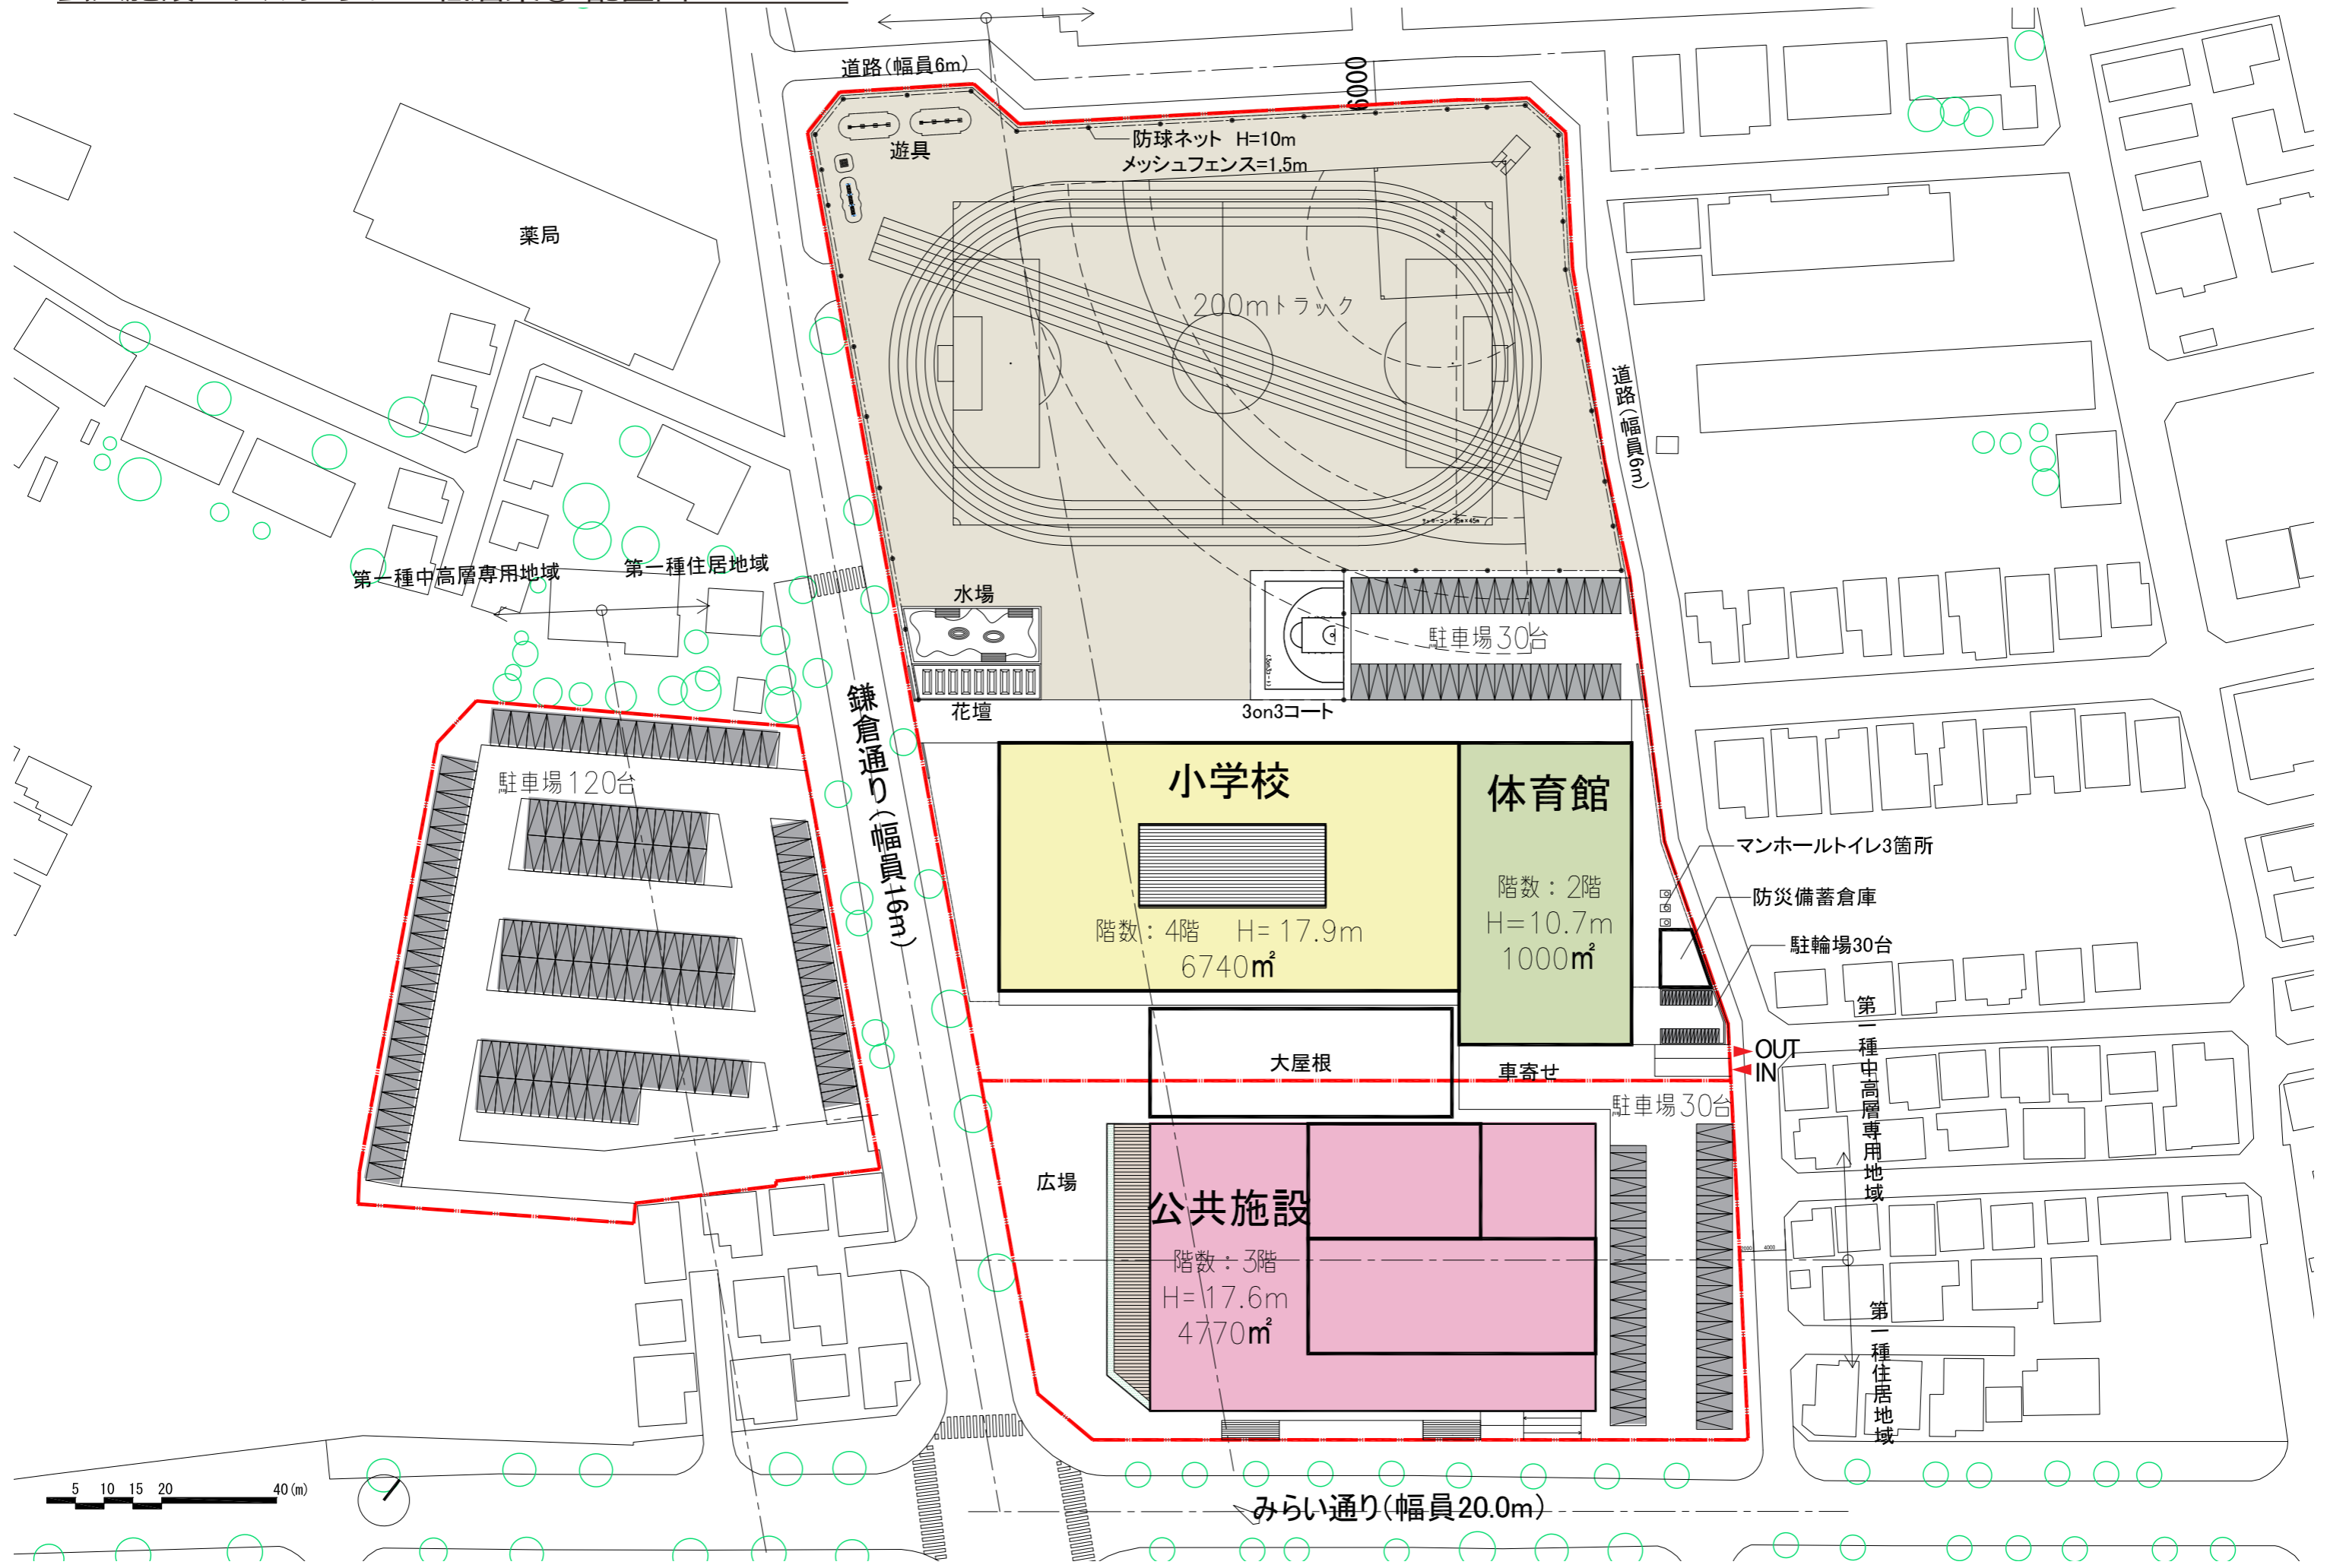 道路(幅員6m)
6000
防球ネット H=10m
メッシュフェンス=1.5m
遊具
薬局
200mトラック
道路(幅員6m)
第一種中高層専用地域
第一種住居地域
水場
駐車場30台
花壇
3on3コート
鎌倉通り(幅員16m)
駐車場120台
小学校
体育館
マンホールトイレ3箇所
階数：2階
防災備蓄倉庫
階数：4階 H=17.9m
H=10.7m
駐輪場30台
6740㎡
1000㎡
大屋根
車寄せ
OUT
IN
駐車場30台
第一種中高層専用地域
広場
公共施設
階数：3階
H=17.6m
4770㎡
4000
第一種住居地域
5 10 15 20 40(m)
みらい通り(幅員20.0m)